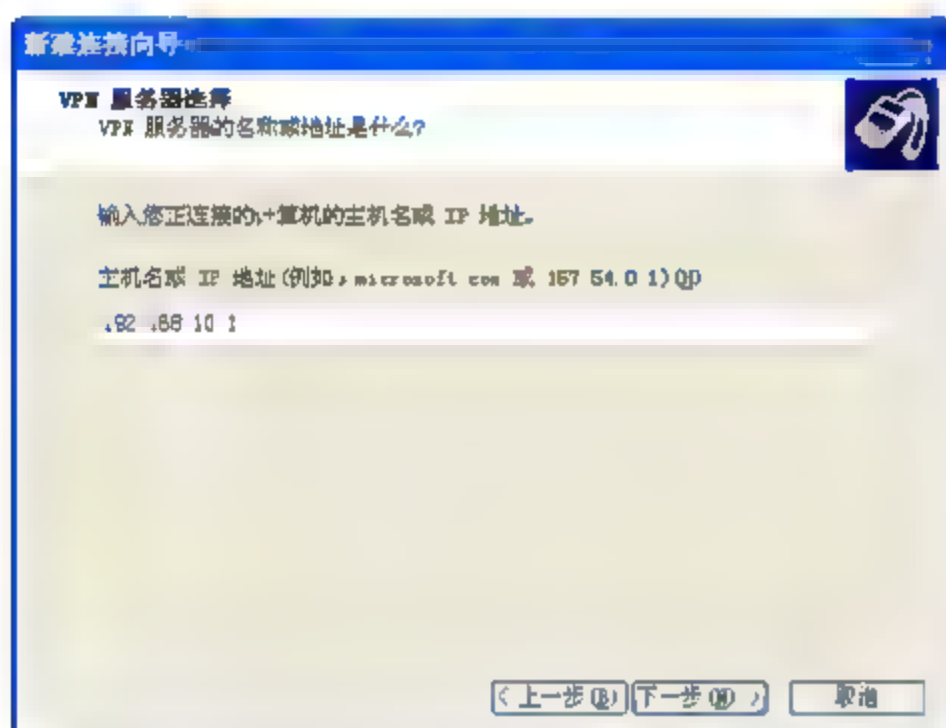 新建连接向导
VPN 服务器选择
VPN 服务器的名称或地址是什么?
输入您正连接的计算机的主机名或 IP 地址。
主机名或 IP 地址(例如，microsoft com 或 157 54.0 1)(H)
192 168 10 1
< 上一步(B) 下一步(N) > 取消